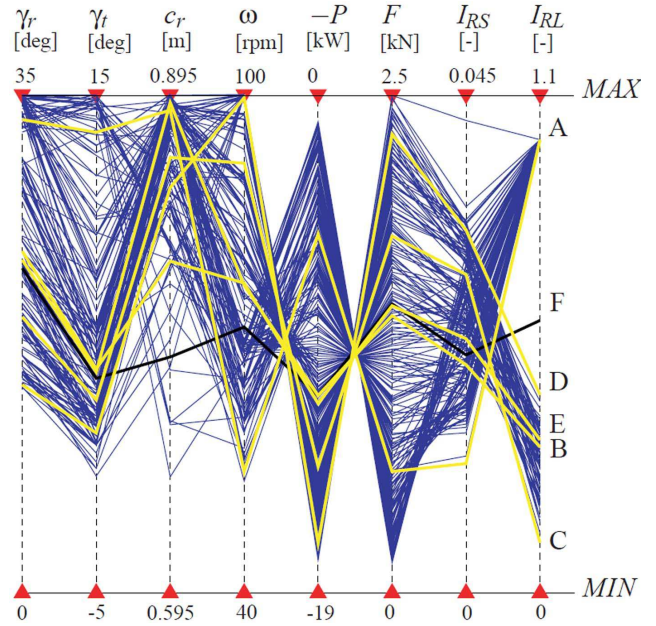 γr γt cr ω −P F IRS IRL
[deg] [deg] [m] [rpm] [kW] [kN] [-] [-]
35 15 0.895 100 0 2.5 0.045 1.1
MAX
A
F
D
E
B
C
MIN
0 -5 0.595 40 -19 0 0 0